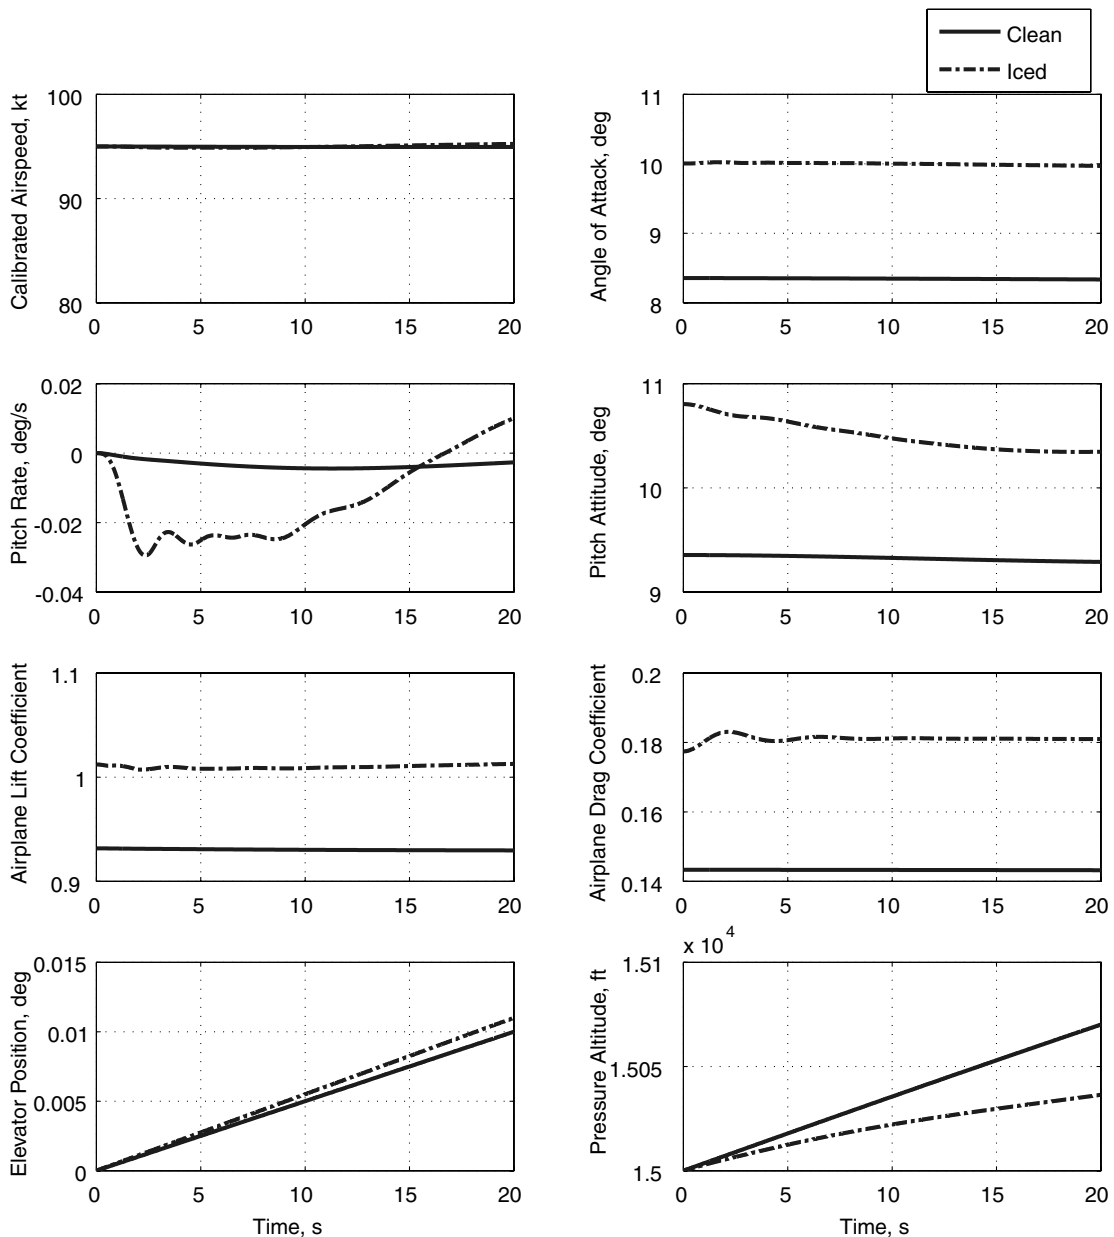 Clean
Iced
Calibrated Airspeed, kt
100
90
80
0 5 10 15 20
Angle of Attack, deg
11
10
9
8
0 5 10 15 20
Pitch Rate, deg/s
0.02
0
-0.02
-0.04
0 5 10 15 20
Pitch Attitude, deg
11
10
9
0 5 10 15 20
Airplane Lift Coefficient
1.1
1
0.9
0 5 10 15 20
Airplane Drag Coefficient
0.2
0.18
0.16
0.14
0 5 10 15 20
Elevator Position, deg
0.015
0.01
0.005
0
0 5 10 15 20
Time, s
Pressure Altitude, ft
x 10 4
1.51
1.505
1.5
0 5 10 15 20
Time, s